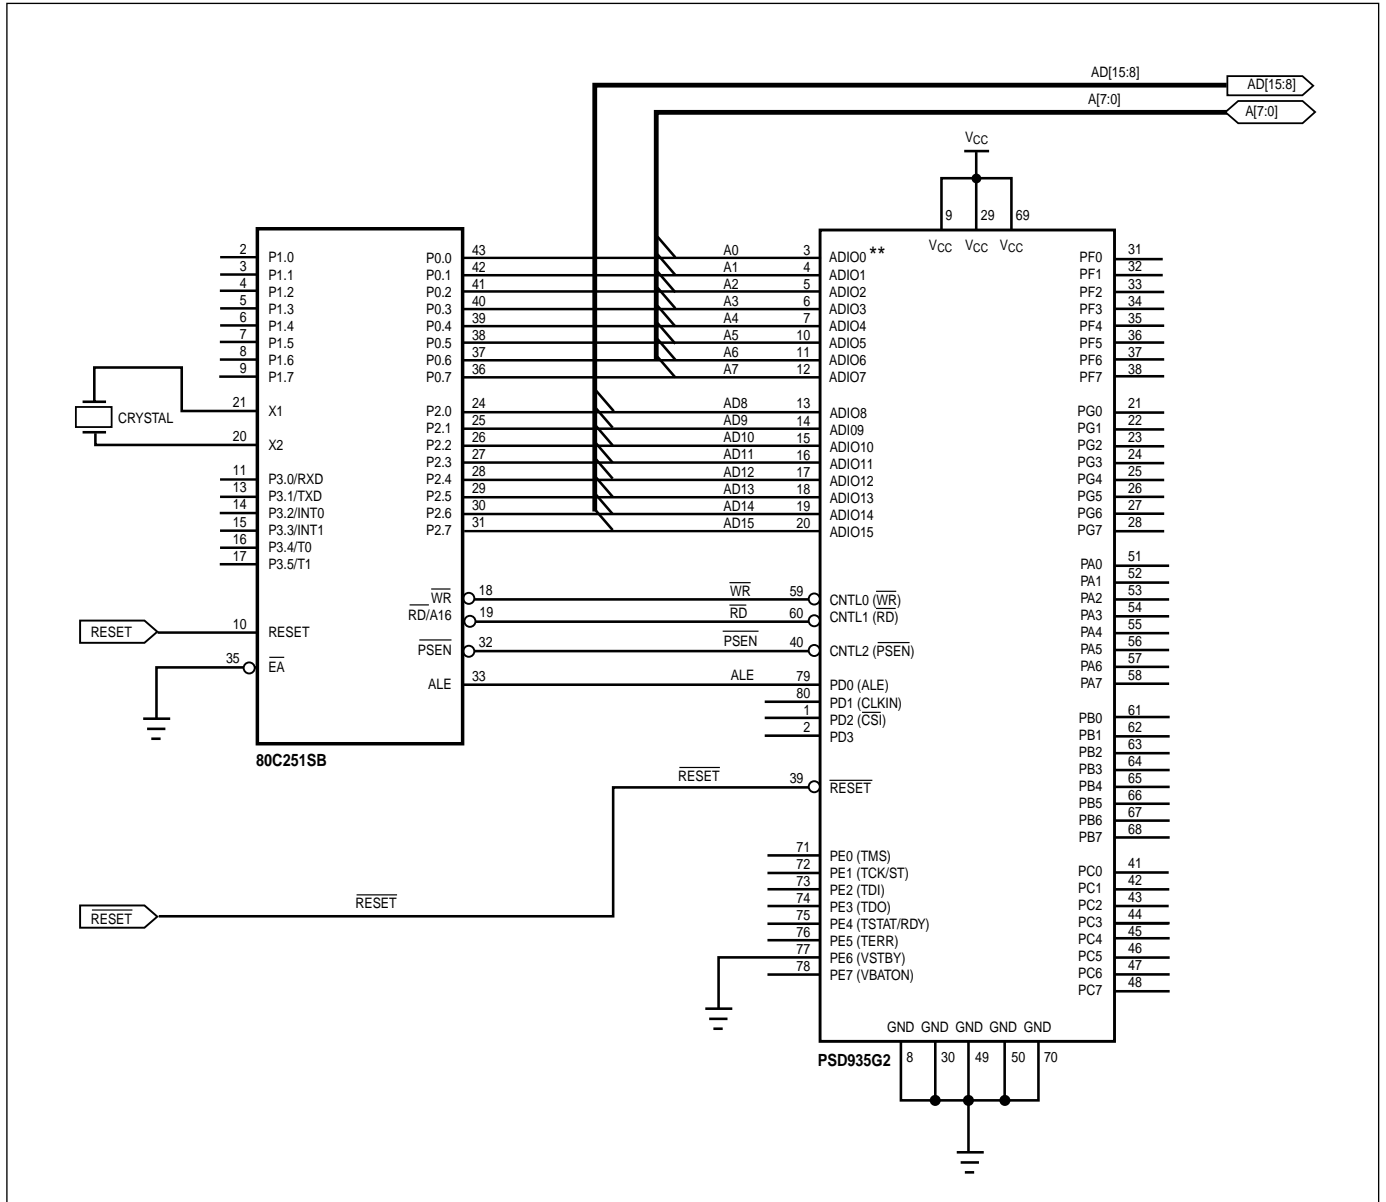 AD[15:8]
AD[15:8]
A[7:0]
A[7:0]
VCC
9 29 69
VCC VCC VCC
2 P1.0
3 P1.1
4 P1.2
5 P1.3
6 P1.4
7 P1.5
8 P1.6
9 P1.7
21 X1
CRYSTAL
20 X2
11 P3.0/RXD
13 P3.1/TXD
14 P3.2/INT0
15 P3.3/INT1
16 P3.4/T0
17 P3.5/T1
RESET 10 RESET
35 EA
P0.0 43
P0.1 42
P0.2 41
P0.3 40
P0.4 39
P0.5 38
P0.6 37
P0.7 36
P2.0 24
P2.1 25
P2.2 26
P2.3 27
P2.4 28
P2.5 29
P2.6 30
P2.7 31
WR 18
RD/A16 19
PSEN 32
ALE 33
80C251SB
A0 3 ADIO0 **
A1 4 ADIO1
A2 5 ADIO2
A3 6 ADIO3
A4 7 ADIO4
A5 10 ADIO5
A6 11 ADIO6
A7 12 ADIO7
AD8 13 ADIO8
AD9 14 ADI09
AD10 15 ADIO10
AD11 16 ADIO11
AD12 17 ADIO12
AD13 18 ADIO13
AD14 19 ADIO14
AD15 20 ADIO15
WR 59 CNTL0 (WR)
RD 60 CNTL1 (RD)
PSEN 40 CNTL2 (PSEN)
ALE 79 PD0 (ALE)
80 PD1 (CLKIN)
1 PD2 (CSI)
2 PD3
RESET 39 RESET
RESET RESET
71 PE0 (TMS)
72 PE1 (TCK/ST)
73 PE2 (TDI)
74 PE3 (TDO)
75 PE4 (TSTAT/RDY)
76 PE5 (TERR)
77 PE6 (VSTBY)
78 PE7 (VBATON)
PF0 31
PF1 32
PF2 33
PF3 34
PF4 35
PF5 36
PF6 37
PF7 38
PG0 21
PG1 22
PG2 23
PG3 24
PG4 25
PG5 26
PG6 27
PG7 28
PA0 51
PA1 52
PA2 53
PA3 54
PA4 55
PA5 56
PA6 57
PA7 58
PB0 61
PB1 62
PB2 63
PB3 64
PB4 65
PB5 66
PB6 67
PB7 68
PC0 41
PC1 42
PC2 43
PC3 44
PC4 45
PC5 46
PC6 47
PC7 48
GND GND GND GND GND
8 30 49 50 70
PSD935G2